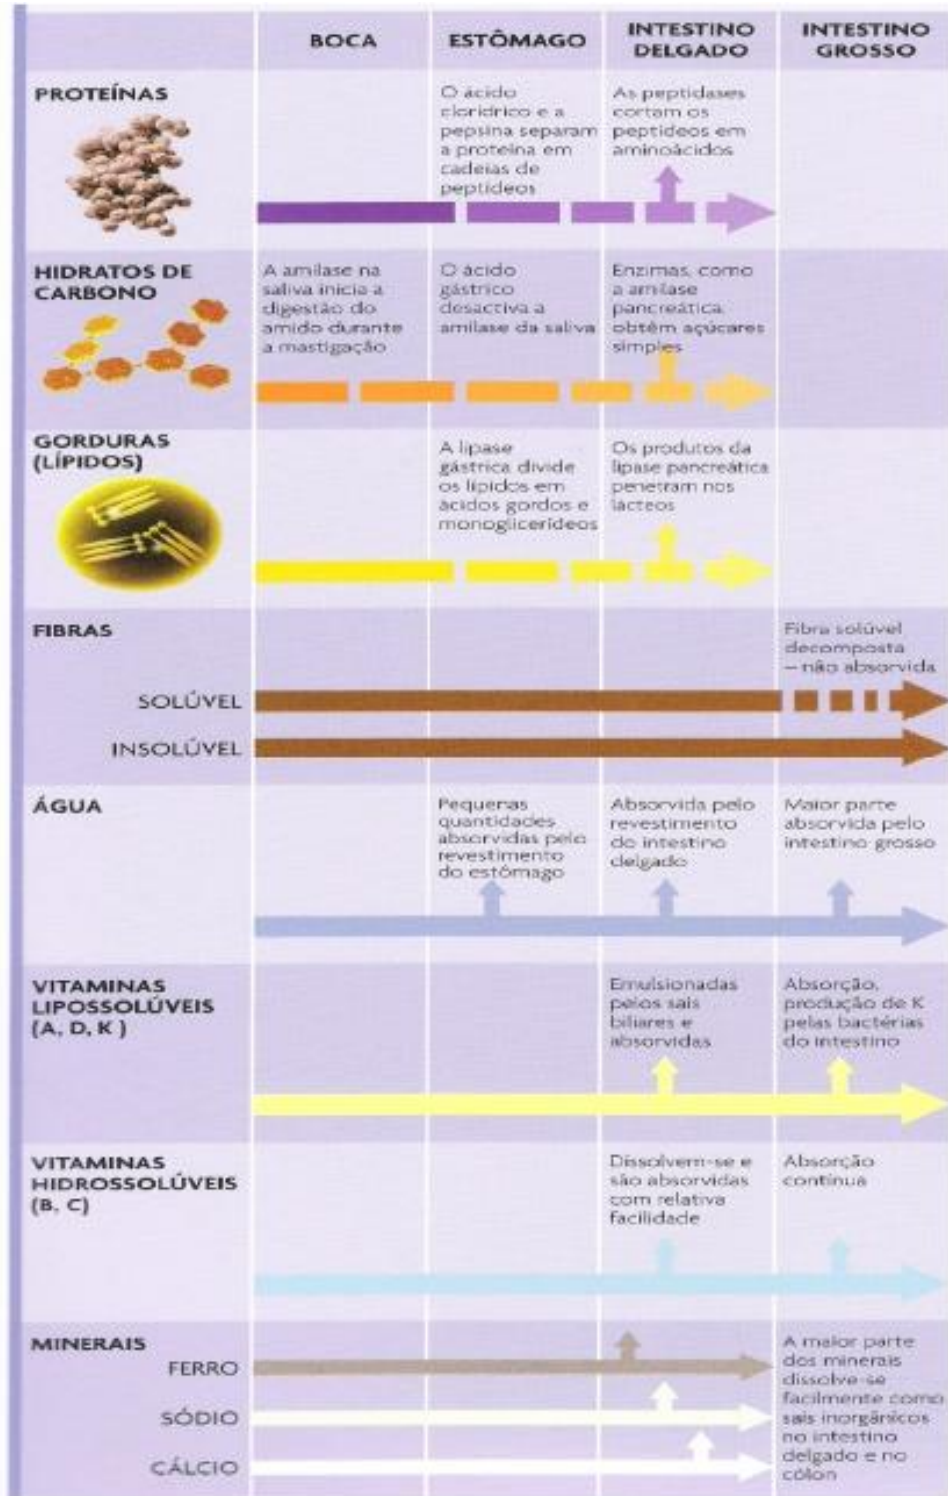 BOCA ESTÔMAGO INTESTINO DELGADO INTESTINO GROSSO
PROTEÍNAS
O ácido
clorídrico e a
pepsina separam
a proteína em
cadeias de
peptídeos
As peptidases
cortam os
peptídeos em
aminoácidos
HIDRATOS DE
CARBONO
A amilase na
saliva inicia a
digestão do
amido durante
a mastigação
O ácido
gástrico
desactiva a
amilase da saliva
Enzimas, como
a amilase
pancreática,
obtêm açúcares
simples
GORDURAS
(LÍPIDOS)
A lipase
gástrica divide
os lípidos em
ácidos gordos e
monoglicerídeos
Os produtos da
lipase pancreática
penetram nos
lácteos
FIBRAS
Fibra solúvel
decomposta
– não absorvida
SOLÚVEL
INSOLÚVEL
ÁGUA
Pequenas
quantidades
absorvidas pelo
revestimento
do estômago
Absorvida pelo
revestimento
do intestino
delgado
Maior parte
absorvida pelo
intestino grosso
VITAMINAS
LIPOSSOLÚVEIS
(A, D, K )
Emulsionadas
pelos sais
biliares e
absorvidas
Absorção,
produção de K
pelas bactérias
do intestino
VITAMINAS
HIDROSSOLÚVEIS
(B, C)
Dissolvem-se e
são absorvidas
com relativa
facilidade
Absorção
contínua
MINERAIS
FERRO
SÓDIO
CÁLCIO
A maior parte
dos minerais
dissolve-se
facilmente como
sais inorgânicos
no intestino
delgado e no
cólon